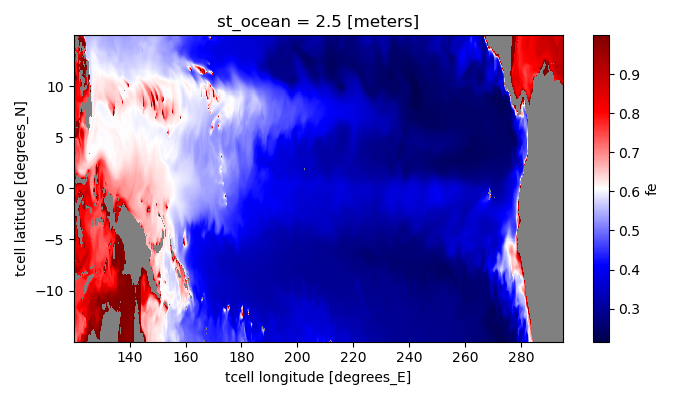 st_ocean = 2.5 [meters]
10
5
0
−5
−10
tcell latitude [degrees_N]
140 160 180 200 220 240 260 280
tcell longitude [degrees_E]
0.9
0.8
0.7
0.6
0.5
0.4
0.3
fe